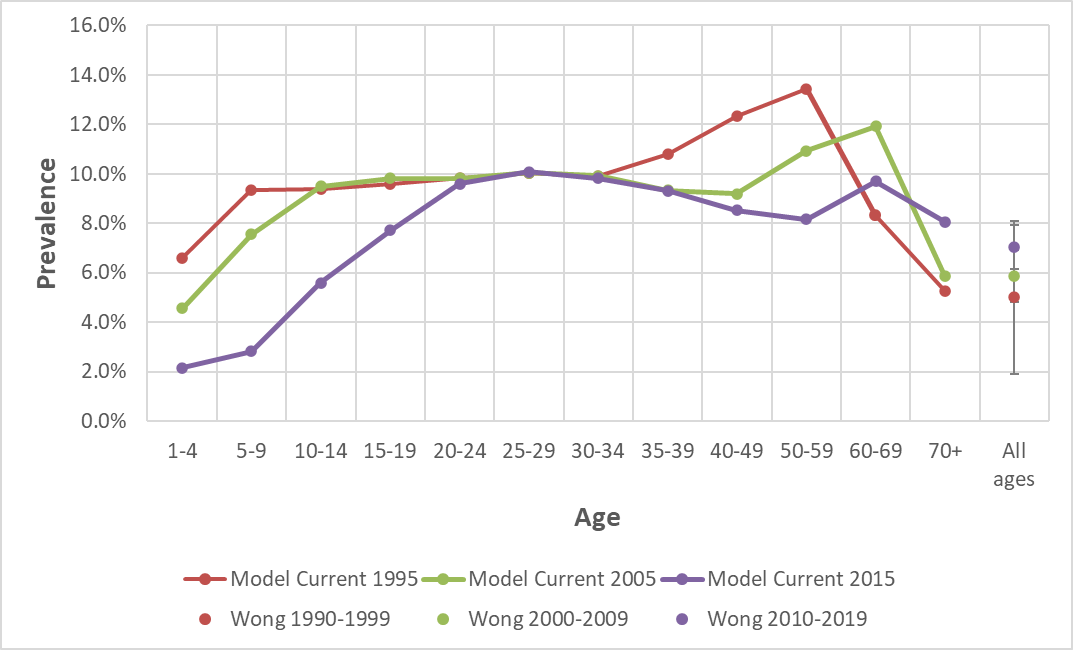 16.0%
14.0%
12.0%
10.0%
8.0%
6.0%
4.0%
2.0%
0.0%
Prevalence
1-4 5-9 10-14 15-19 20-24 25-29 30-34 35-39 40-49 50-59 60-69 70+ All
ages
Age
Model Current 1995 Model Current 2005 Model Current 2015
Wong 1990-1999 Wong 2000-2009 Wong 2010-2019